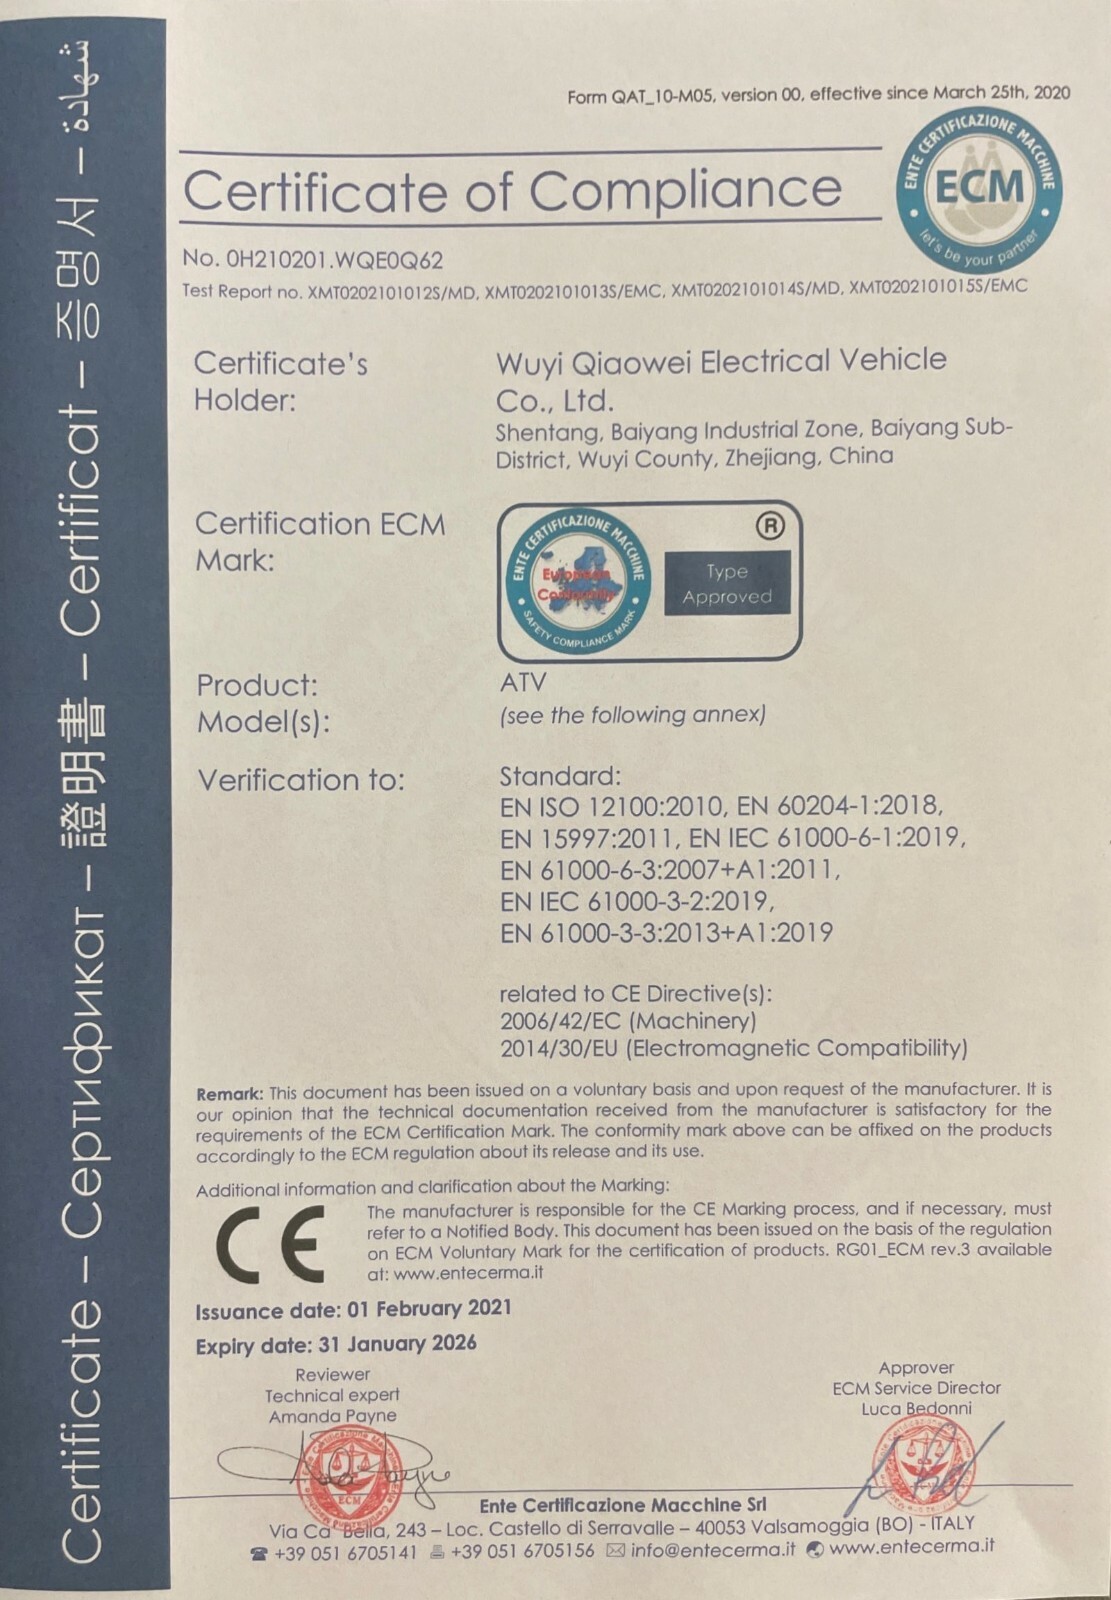 Form QAT_10-M05, version 00, effective since March 25th, 2020
ENTE CERTIFICAZIONE MACCHINE
ECM
let's be your partner
Certificate of Compliance
No. 0H210201.WQE0Q62
Test Report no. XMT0202101012S/MD, XMT0202101013S/EMC, XMT0202101014S/MD, XMT0202101015S/EMC
Certificate's Holder:
Wuyi Qiaowei Electrical Vehicle
Co., Ltd.
Shentang, Baiyang Industrial Zone, Baiyang Sub-
District, Wuyi County, Zhejiang, China
Certification ECM
Mark:
ENTE CERTIFICAZIONE MACCHINE
European
Conformity
SAFETY COMPLIANCE MARK
®
Type
Approved
Product: ATV
Model(s): (see the following annex)
Verification to: Standard:
EN ISO 12100:2010, EN 60204-1:2018,
EN 15997:2011, EN IEC 61000-6-1:2019,
EN 61000-6-3:2007+A1:2011,
EN IEC 61000-3-2:2019,
EN 61000-3-3:2013+A1:2019
related to CE Directive(s):
2006/42/EC (Machinery)
2014/30/EU (Electromagnetic Compatibility)
Remark: This document has been issued on a voluntary basis and upon request of the manufacturer. It is
our opinion that the technical documentation received from the manufacturer is satisfactory for the
requirements of the ECM Certification Mark. The conformity mark above can be affixed on the products
accordingly to the ECM regulation about its release and its use.
Additional information and clarification about the Marking:
CE
The manufacturer is responsible for the CE Marking process, and if necessary, must
refer to a Notified Body. This document has been issued on the basis of the regulation
on ECM Voluntary Mark for the certification of products. RG01_ECM rev.3 available
at: www.entecerma.it
Issuance date: 01 February 2021
Expiry date: 31 January 2026
Reviewer
Technical expert
Amanda Payne
Approver
ECM Service Director
Luca Bedonni
ECM
Ente Certificazione Macchine Srl
Via Ca' Bella, 243 – Loc. Castello di Serravalle – 40053 Valsamoggia (BO) - ITALY
+39 051 6705141 +39 051 6705156 info@entecerma.it www.entecerma.it
Certificate – Сертификат – 證明書 – Certificat – 증명서 – شهادة